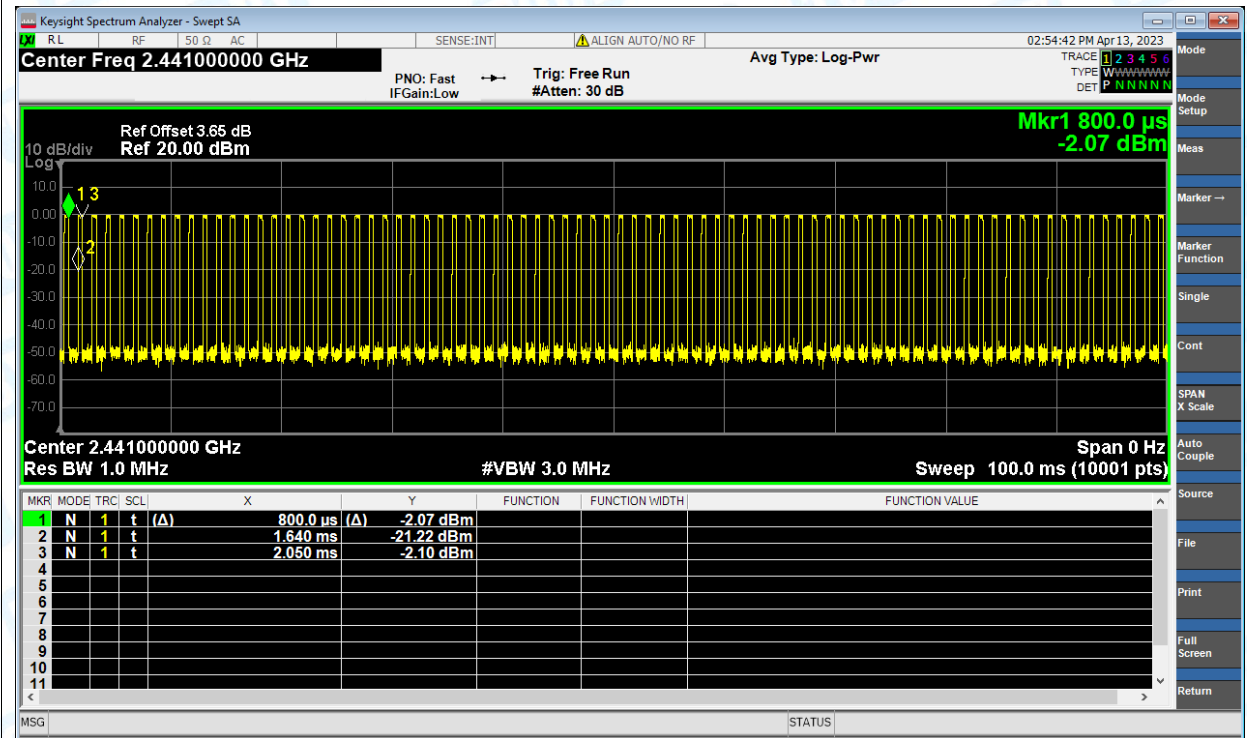 Keysight Spectrum Analyzer - Swept SA
LXI RL RF 50 Ω AC SENSE:INT ALIGN AUTO/NO RF 02:54:42 PM Apr 13, 2023
Center Freq 2.441000000 GHz
PNO: Fast
IFGain:Low
Trig: Free Run
#Atten: 30 dB
Avg Type: Log-Pwr
TRACE 1 2 3 4 5 6
TYPE WWWWWWW
DET P N N N N N
Ref Offset 3.65 dB
Ref 20.00 dBm
10 dB/div
Log
Mkr1 800.0 µs
-2.07 dBm
10.0
0.00
-10.0
-20.0
-30.0
-40.0
-50.0
-60.0
-70.0
1 3
2
Center 2.441000000 GHz Span 0 Hz
Res BW 1.0 MHz #VBW 3.0 MHz Sweep 100.0 ms (10001 pts)
MKR MODE TRC SCL X Y FUNCTION FUNCTION WIDTH FUNCTION VALUE
1 N 1 t (Δ) 800.0 µs (Δ) -2.07 dBm
2 N 1 t 1.640 ms -21.22 dBm
3 N 1 t 2.050 ms -2.10 dBm
4
5
6
7
8
9
10
11
MSG STATUS
Mode
Mode
Setup
Meas
Marker →
Marker
Function
Single
Cont
SPAN
X Scale
Auto
Couple
Source
File
Print
Full
Screen
Return